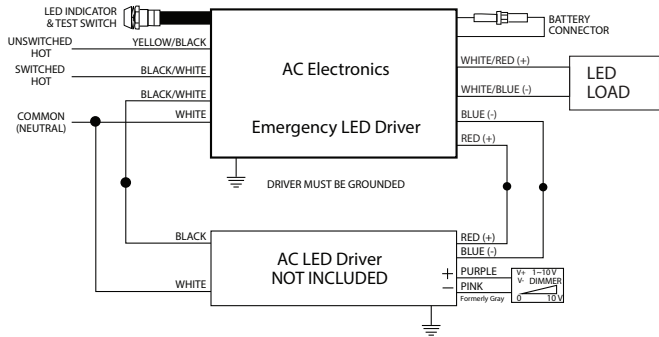 LED INDICATOR
& TEST SWITCH
UNSWITCHED
HOT
YELLOW/BLACK
SWITCHED
HOT
BLACK/WHITE
BLACK/WHITE
COMMON
(NEUTRAL)
WHITE
AC Electronics
Emergency LED Driver
BATTERY
CONNECTOR
WHITE/RED (+)
WHITE/BLUE (-)
LED
LOAD
BLUE (-)
RED (+)
DRIVER MUST BE GROUNDED
BLACK
WHITE
AC LED Driver
NOT INCLUDED
RED (+)
BLUE (-)
+ PURPLE
− PINK
Formerly Gray
V+ 1~10 V
V- DIMMER
0 10 V